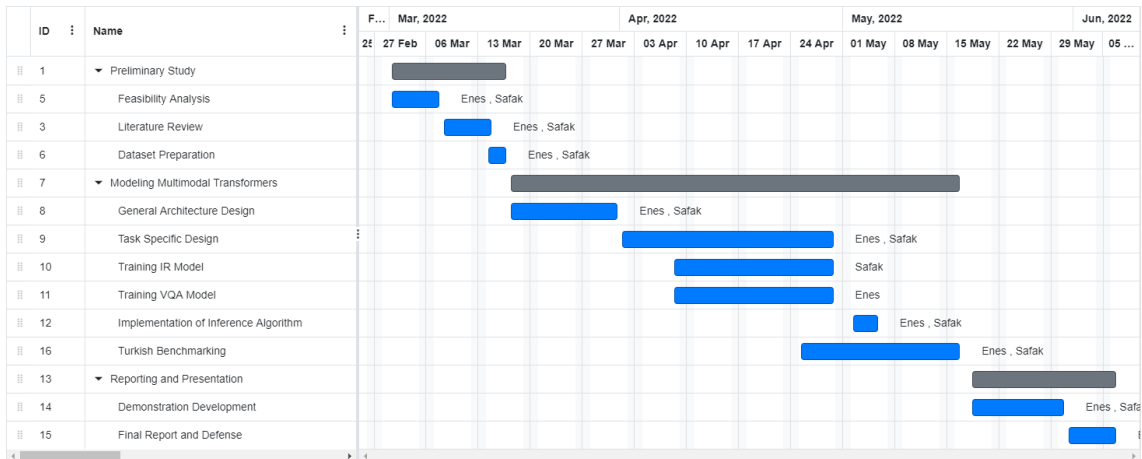 F... Mar, 2022 Apr, 2022 May, 2022 Jun, 2022
ID Name
27 Feb 06 Mar 13 Mar 20 Mar 27 Mar 03 Apr 10 Apr 17 Apr 24 Apr 01 May 08 May 15 May 22 May 29 May 05 ...
1 Preliminary Study
5 Feasibility Analysis Enes , Safak
3 Literature Review Enes , Safak
6 Dataset Preparation Enes , Safak
7 Modeling Multimodal Transformers
8 General Architecture Design Enes , Safak
9 Task Specific Design Enes , Safak
10 Training IR Model Safak
11 Training VQA Model Enes
12 Implementation of Inference Algorithm Enes , Safak
16 Turkish Benchmarking Enes , Safak
13 Reporting and Presentation
14 Demonstration Development Enes , Safa
15 Final Report and Defense